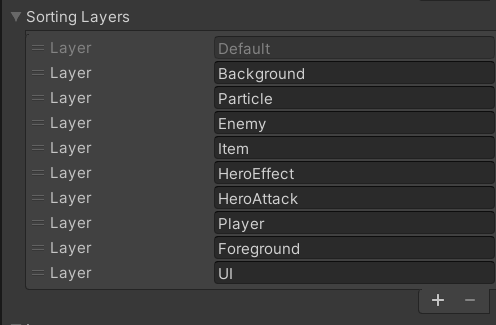 Sorting Layers
Layer Default
Layer Background
Layer Particle
Layer Enemy
Layer Item
Layer HeroEffect
Layer HeroAttack
Layer Player
Layer Foreground
Layer UI
+ −